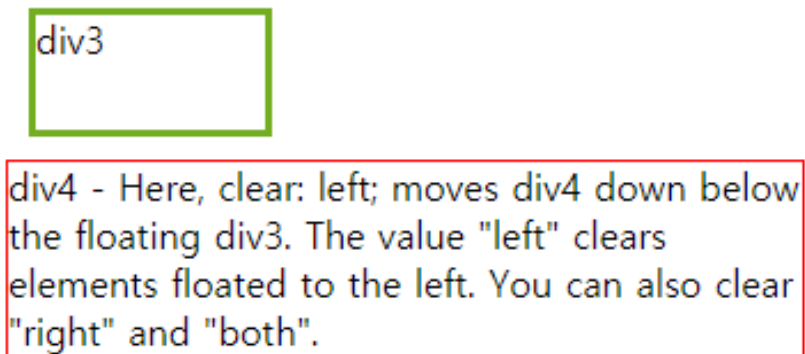 div3
div4 - Here, clear: left; moves div4 down below
the floating div3. The value "left" clears
elements floated to the left. You can also clear
"right" and "both".